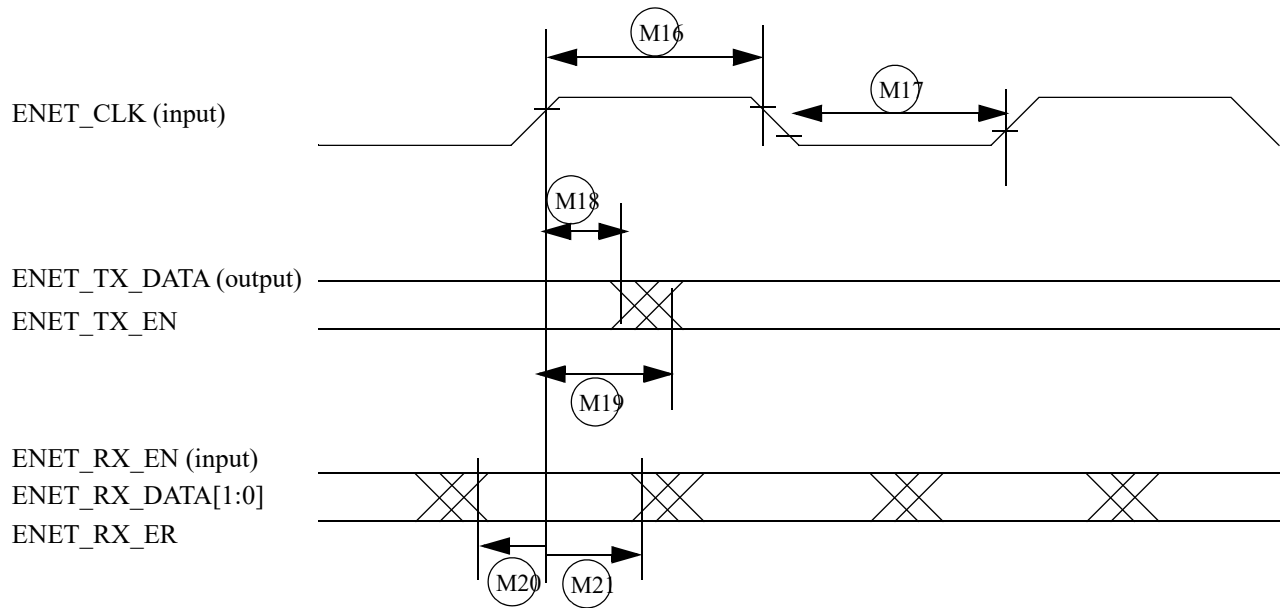 M16
M17
ENET_CLK (input)
M18
ENET_TX_DATA (output)
ENET_TX_EN
M19
ENET_RX_EN (input)
ENET_RX_DATA[1:0]
ENET_RX_ER
M20
M21